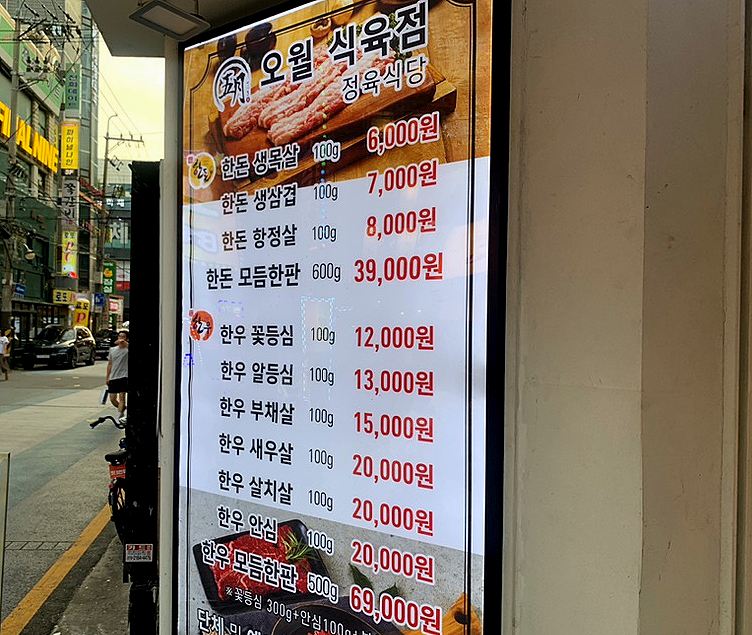 오월 식육점
정육식당
한돈 생목살 100g 6,000원
한돈 생삼겹 100g 7,000원
한돈 항정살 100g 8,000원
한돈 모듬한판 600g 39,000원
한우 꽃등심 100g 12,000원
한우 알등심 100g 13,000원
한우 부채살 100g 15,000원
한우 새우살 100g 20,000원
한우 살치살 100g 20,000원
한우 안심 100g 20,000원
한우 모듬한판 500g 69,000원
※꽃등심 300g+안심100g+
단체 및